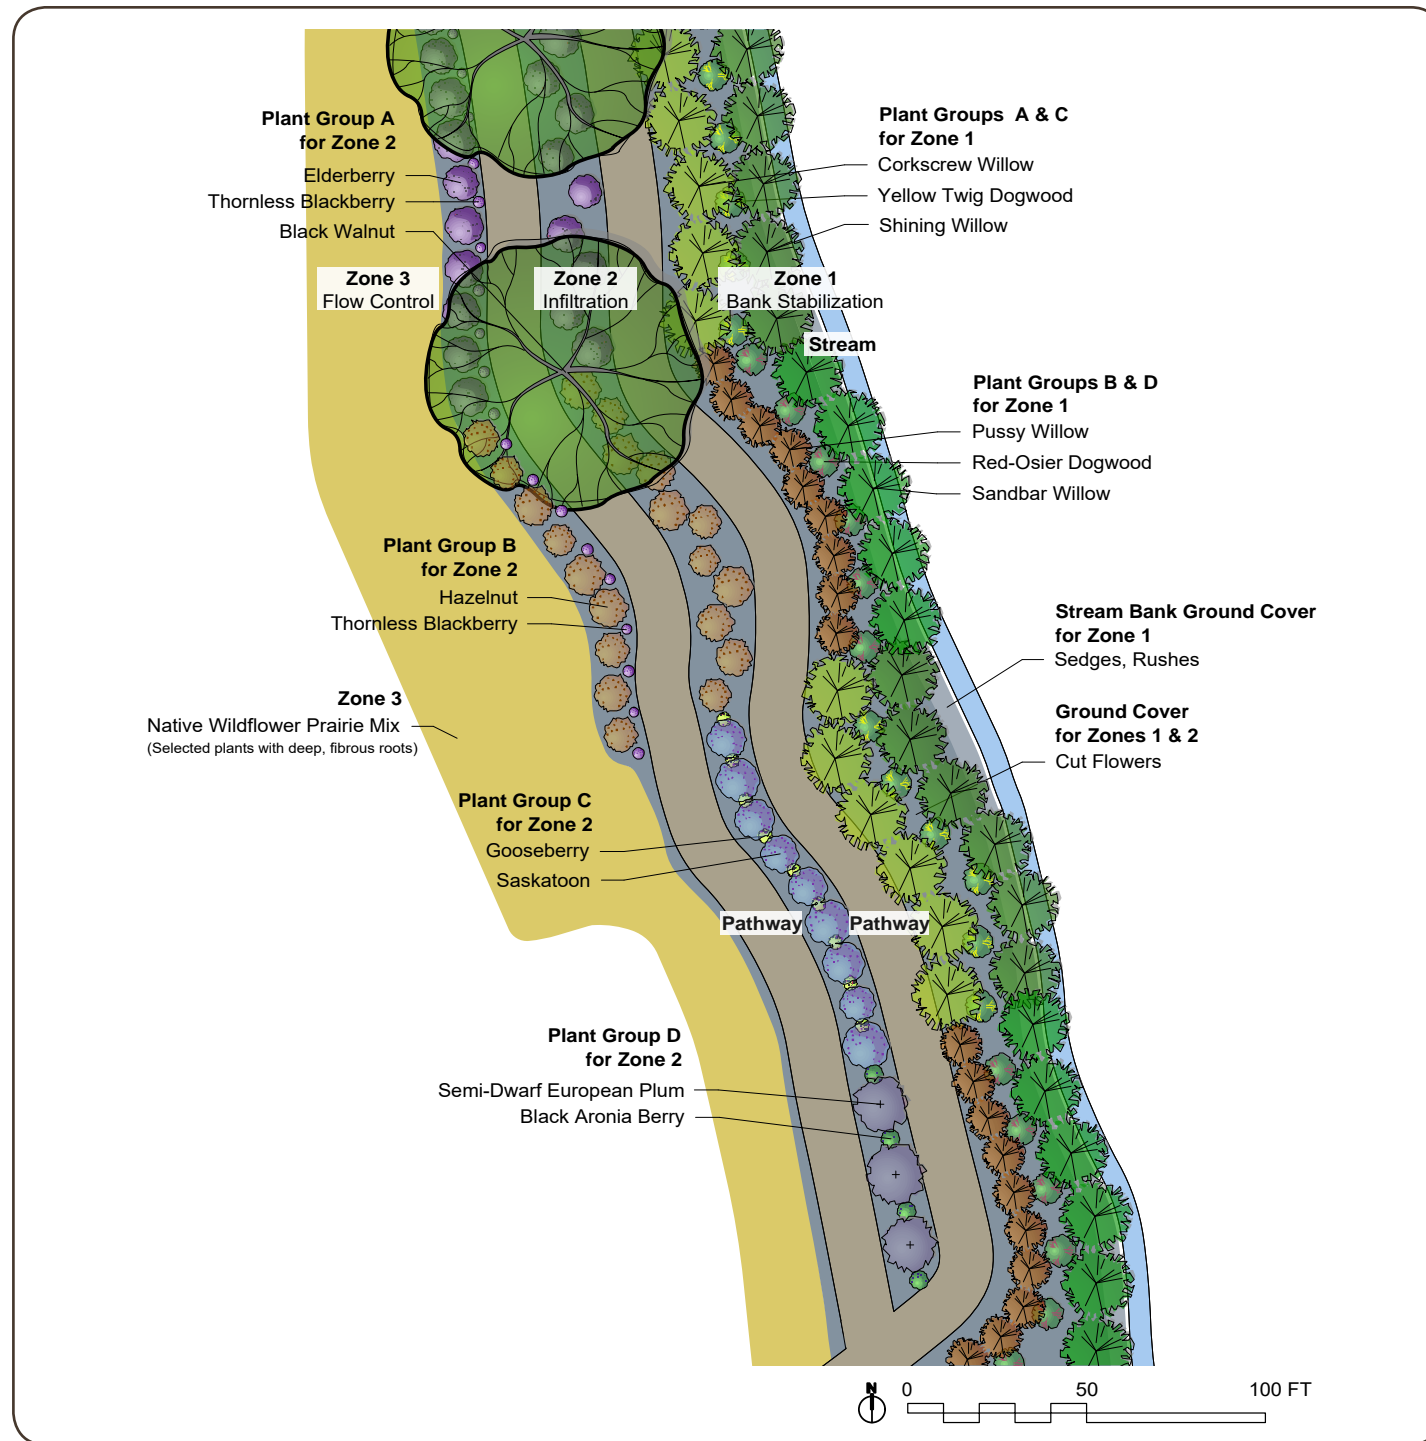 Plant Group A
for Zone 2
Elderberry
Thornless Blackberry
Black Walnut
Plant Groups A & C
for Zone 1
Corkscrew Willow
Yellow Twig Dogwood
Shining Willow
Zone 3
Flow Control
Zone 2
Infiltration
Zone 1
Bank Stabilization
Stream
Plant Groups B & D
for Zone 1
Pussy Willow
Red-Osier Dogwood
Sandbar Willow
Plant Group B
for Zone 2
Hazelnut
Thornless Blackberry
Stream Bank Ground Cover
for Zone 1
Sedges, Rushes
Zone 3
Native Wildflower Prairie Mix
(Selected plants with deep, fibrous roots)
Ground Cover
for Zones 1 & 2
Cut Flowers
Plant Group C
for Zone 2
Gooseberry
Saskatoon
Pathway
Pathway
Plant Group D
for Zone 2
Semi-Dwarf European Plum
Black Aronia Berry
N
0 50 100 FT